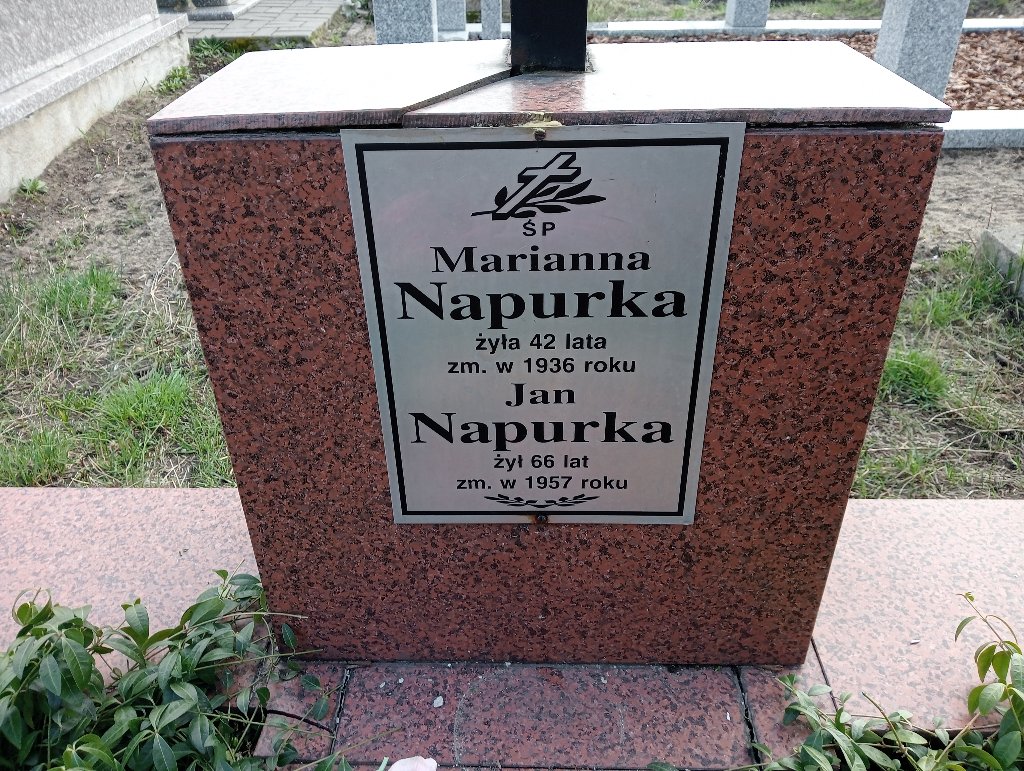 ŚP
Marianna
Napurka
żyła 42 lata
zm. w 1936 roku
Jan
Napurka
żył 66 lat
zm. w 1957 roku